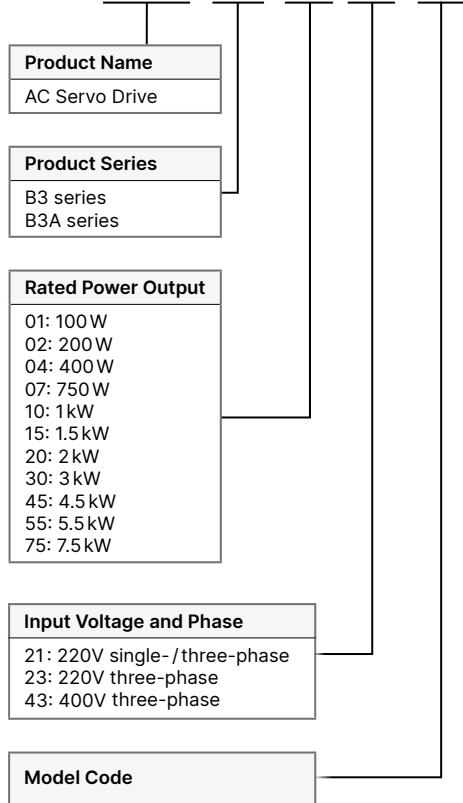 Product Name
AC Servo Drive
Product Series
B3 series
B3A series
Rated Power Output
01: 100 W
02: 200 W
04: 400 W
07: 750 W
10: 1 kW
15: 1.5 kW
20: 2 kW
30: 3 kW
45: 4.5 kW
55: 5.5 kW
75: 7.5 kW
Input Voltage and Phase
21: 220V single-/three-phase
23: 220V three-phase
43: 400V three-phase
Model Code